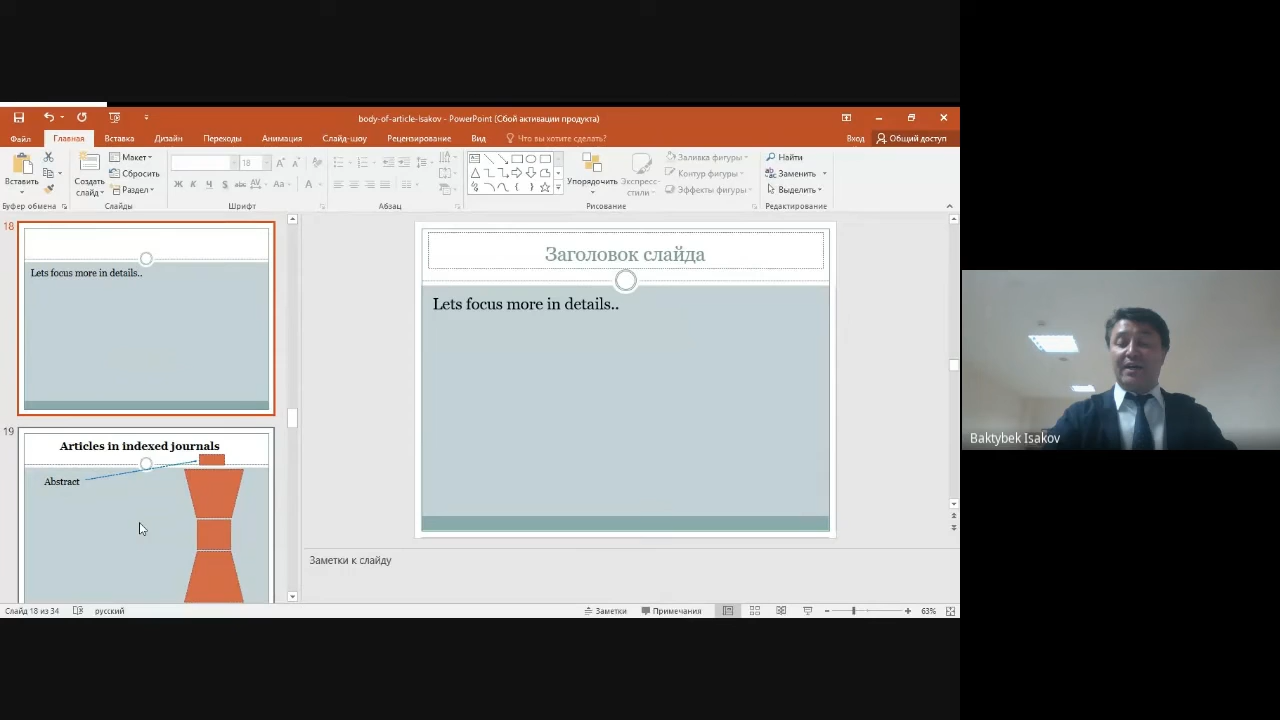 body-of-article-Isakov - PowerPoint (Сбой активации продукта)
Файл Главная Вставка Дизайн Переходы Анимация Слайд-шоу Рецензирование Вид Что вы хотите сделать? Вход Общий доступ
Вставить
Создать слайд
Макет
Сбросить
Раздел
18
Ж К Ч S abc AV Aa A
Упорядочить
Экспресс-стили
Заливка фигуры
Контур фигуры
Эффекты фигуры
Найти
Заменить
Выделить
Буфер обмена Слайды Шрифт Абзац Рисование Редактирование
18
Lets focus more in details..
19
Articles in indexed journals
Abstract
Заголовок слайда
Lets focus more in details..
Заметки к слайду
Слайд 18 из 34 русский Заметки Примечания 63%
Baktybek Isakov